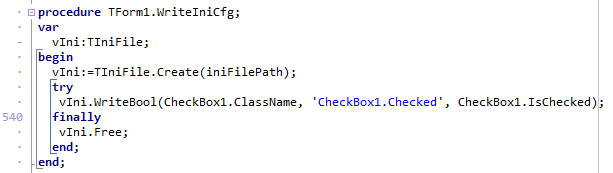 procedure TForm1.WriteIniCfg;
var
vIni:TIniFile;
begin
vIni:=TIniFile.Create(iniFilePath);
try
vIni.WriteBool(CheckBox1.ClassName, 'CheckBox1.Checked', CheckBox1.IsChecked);
540 finally
vIni.Free;
end;
end;